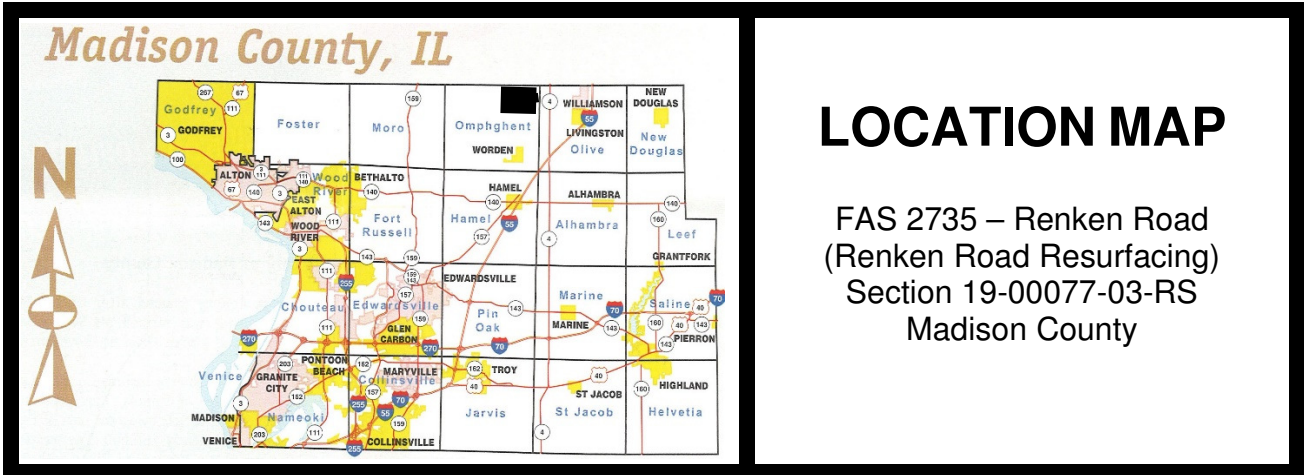 Madison County, IL
N
267
67
111
Godfrey
GODFREY
3
100
159
4
WILLIAMSON
NEW
DOUGLAS
55
LIVINGSTON
Foster
Moro
Omphghent
WORDEN
Olive
New
Douglas
ALTON
3
111
111
140
67
140
3
Wood
River
BETHALTO
140
EAST
ALTON
143
WOOD
RIVER
111
3
Fort
Russell
HAMEL
140
Hamel
55
157
ALHAMBRA
140
Alhambra
4
160
Leef
GRANTFORK
143
159
111
255
159
143
EDWARDSVILLE
157
Chouteau
Edwardsville
159
111
GLEN
CARBON
270
270
Pin
Oak
143
70
Marine
MARINE
70
143
Saline
70
40
160
40
143
143
PIERRON
203
PONTOON
BEACH
162
MARYVILLE
Collinsville
162
TROY
40
40
Venice
GRANITE
CITY
162
157
70
255
55
159
3
MADISON
Nameoki
203
111
VENICE
255
COLLINSVILLE
Jarvis
ST JACOB
St Jacob
4
160
HIGHLAND
Helvetia
LOCATION MAP
FAS 2735 – Renken Road
(Renken Road Resurfacing)
Section 19-00077-03-RS
Madison County